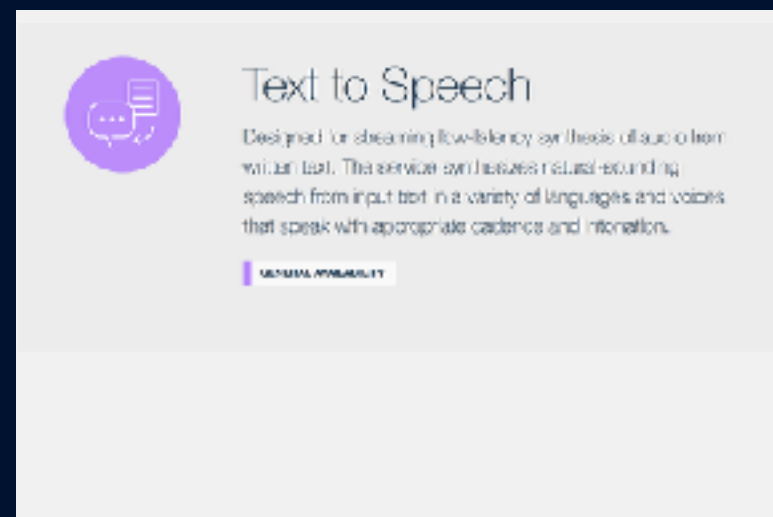 Text to Speech
Designed for streaming low-latency synthesis of audio from
written text. The service synthesizes natural-sounding
speech from input text in a variety of languages and voices
that speak with appropriate cadence and intonation.
GENERAL AVAILABILITY